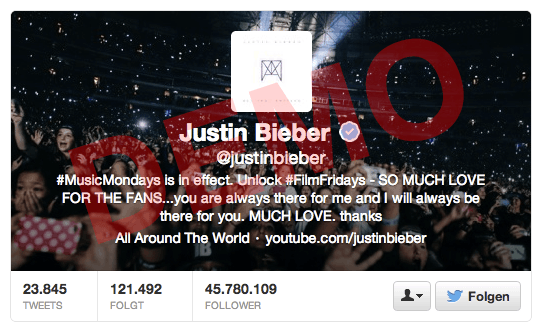 DEMO
Justin Bieber
@justinbieber
#MusicMondays is in effect. Unlock #FilmFridays - SO MUCH LOVE
FOR THE FANS...you are always there for me and I will always be
there for you. MUCH LOVE. thanks
All Around The World · youtube.com/justinbieber
23.845 121.492 45.780.109
TWEETS FOLGT FOLLOWER
Folgen